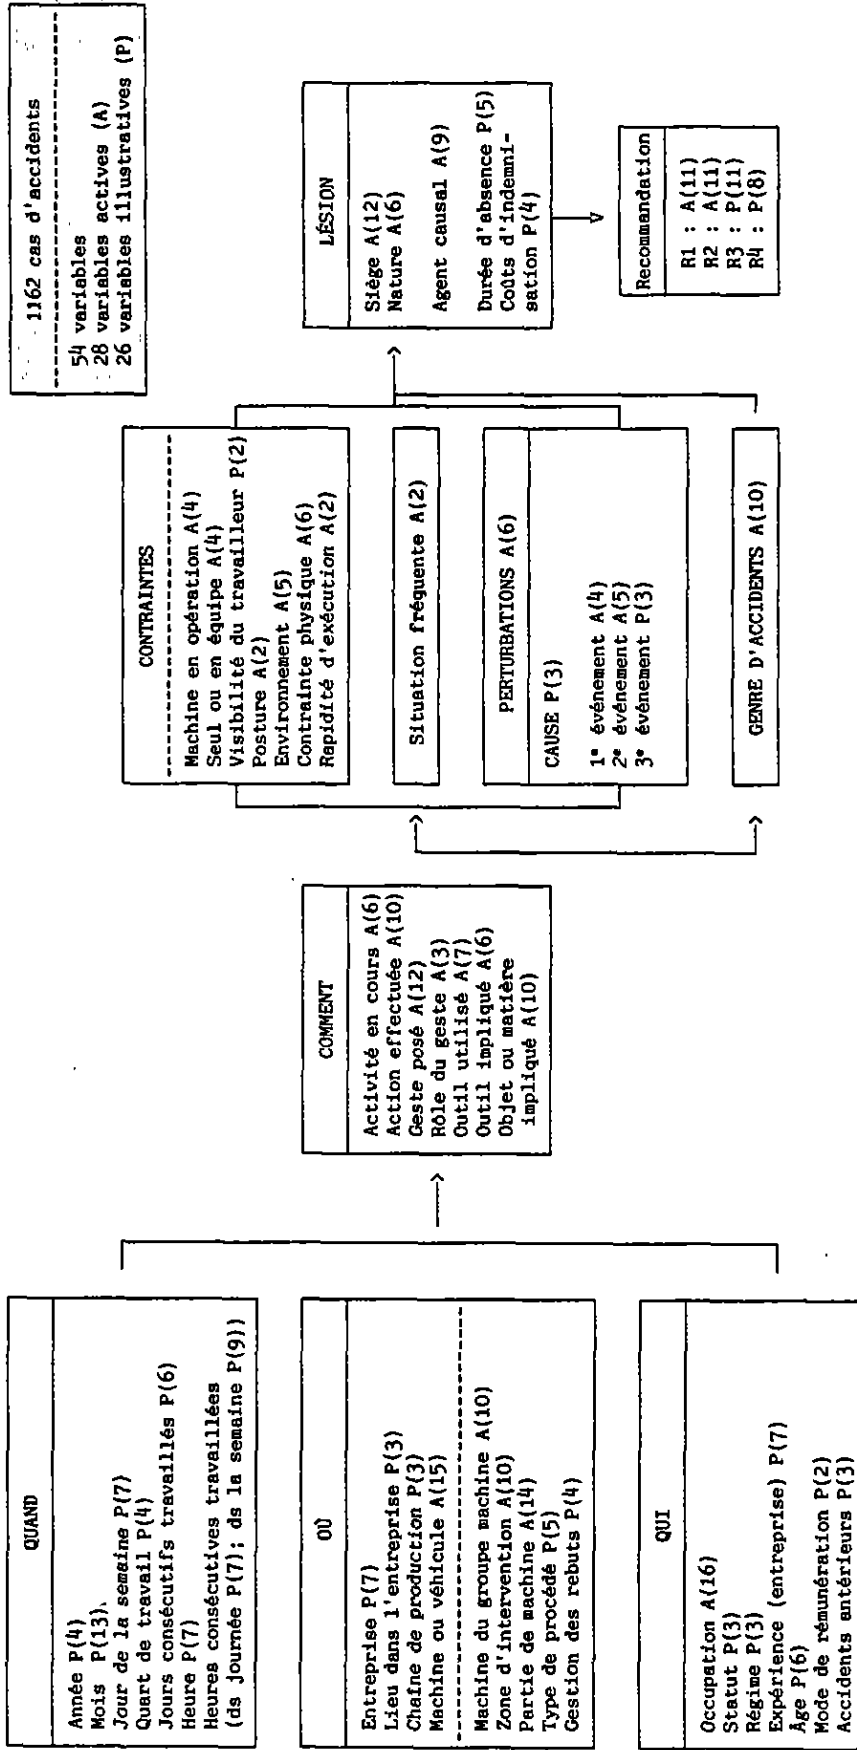 QUAND
Année P(4)
Mois P(13)
Jour de la semaine P(7)
Quart de travail P(4)
Jours consécutifs travaillés P(6)
Heure P(7)
Heures consécutives travaillées
(ds journée P(7); ds la semaine P(9))
OÙ
Entreprise P(7)
Lieu dans l'entreprise P(3)
Chaîne de production P(3)
Machine ou véhicule A(15)
Machine du groupe machine A(10)
Zone d'intervention A(10)
Partie de machine A(14)
Type de procédé P(5)
Gestion des rebuts P(4)
QUI
Occupation A(16)
Statut P(3)
Régime P(3)
Expérience (entreprise) P(7)
Âge P(6)
Mode de rémunération P(2)
Accidents antérieurs P(3)
COMMENT
Activité en cours A(6)
Action effectuée A(10)
Geste posé A(12)
Rôle du geste A(3)
Outil utilisé A(7)
Outil impliqué A(6)
Objet ou matière
impliqué A(10)
CONTRAINTES
Machine en opération A(4)
Seul ou en équipe A(4)
Visibilité du travailleur P(2)
Posture A(2)
Environnement A(5)
Contrainte physique A(6)
Rapidité d'exécution A(2)
Situation fréquente A(2)
PERTURBATIONS A(6)
CAUSE P(3)
1e événement A(4)
2e événement A(5)
3e événement P(3)
GENRE D'ACCIDENTS A(10)
1162 cas d'accidents
54 variables
28 variables actives (A)
26 variables illustratives (P)
LÉSION
Siège A(12)
Nature A(6)
Agent causal A(9)
Durée d'absence P(5)
Coûts d'indemni-
sation P(4)
Recommandation
R1 : A(11)
R2 : A(11)
R3 : P(11)
R4 : P(8)